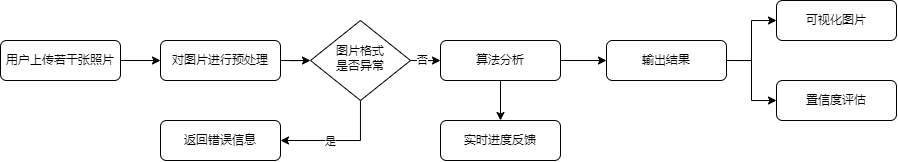 用户上传若干张照片
对图片进行预处理
图片格式
是否异常
否
算法分析
输出结果
可视化图片
置信度评估
返回错误信息
是
实时进度反馈